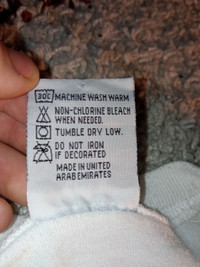 30C MACHINE WASH WARM
NON-CHLORINE BLEACH
WHEN NEEDED.
TUMBLE DRY LOW.
DO NOT IRON
IF DECORATED
MADE IN UNITED
ARAB EMIRATES